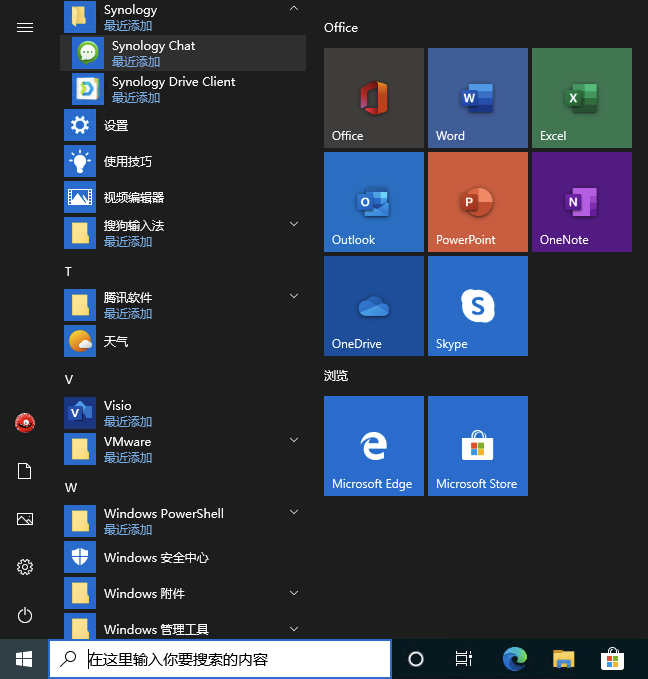 Synology
最近添加
Synology Chat
最近添加
Synology Drive Client
最近添加
设置
使用技巧
视频编辑器
搜狗输入法
最近添加
T
腾讯软件
最近添加
天气
V
Visio
最近添加
VMware
最近添加
W
Windows PowerShell
最近添加
Windows 安全中心
Windows 附件
Windows 管理工具
Office
Office
Word
Excel
Outlook
PowerPoint
OneNote
OneDrive
Skype
浏览
Microsoft Edge
Microsoft Store
在这里输入你要搜索的内容